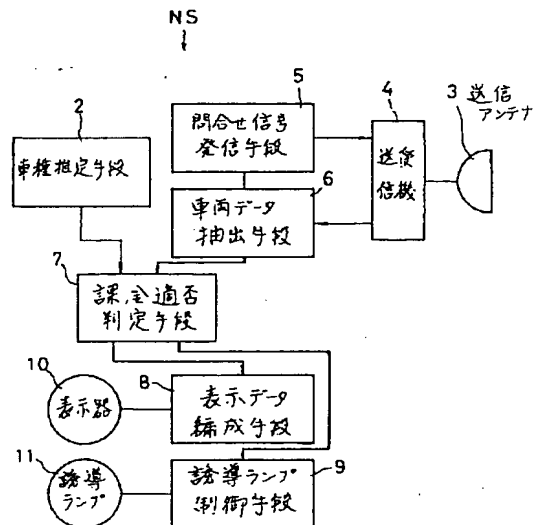 NS
2
車種推定手段
5
問合せ信号
発信手段
4
送受
信機
3 送信
アンテナ
6
車両データ
抽出手段
7
課金適否
判定手段
10
表示器
8
表示データ
編成手段
11
誘導
ランプ
9
誘導ランプ
制御手段